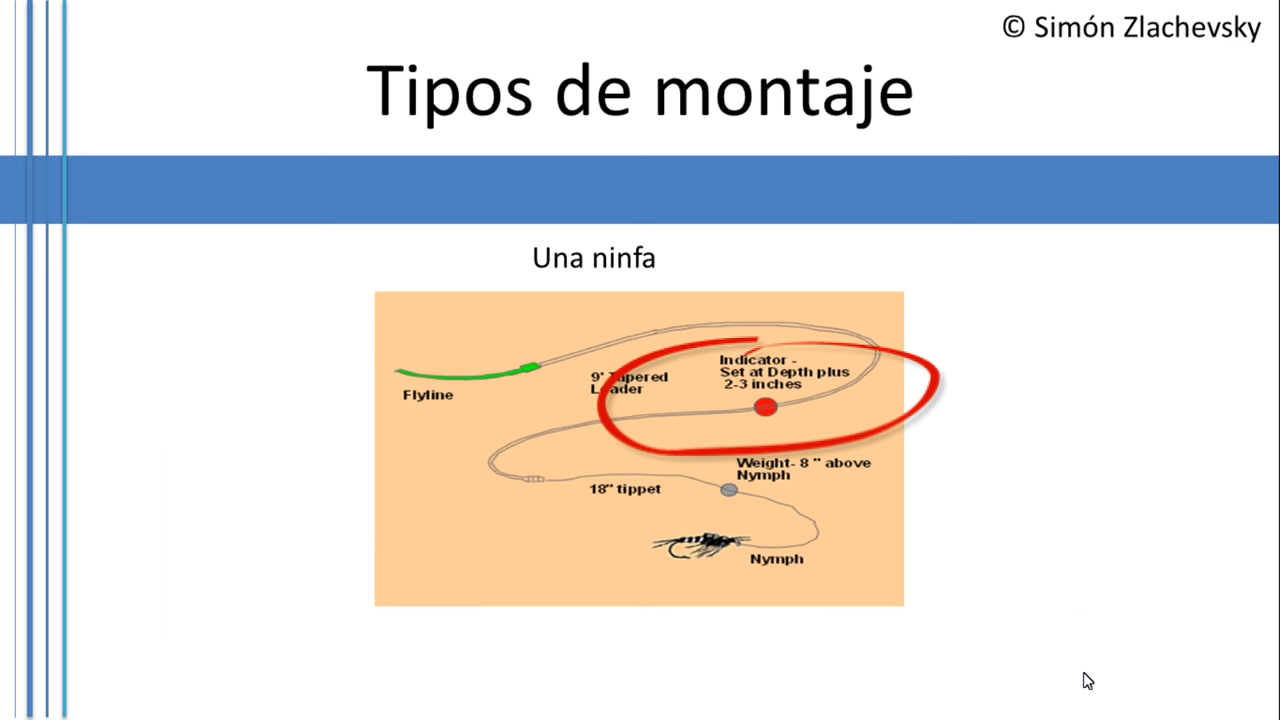 © Simón Zlachevsky
Tipos de montaje
Una ninfa
Indicator -
Set at Depth plus
2-3 inches
9' Tapered
Leader
Flyline
Weight- 8 " above
Nymph
18" tippet
Nymph